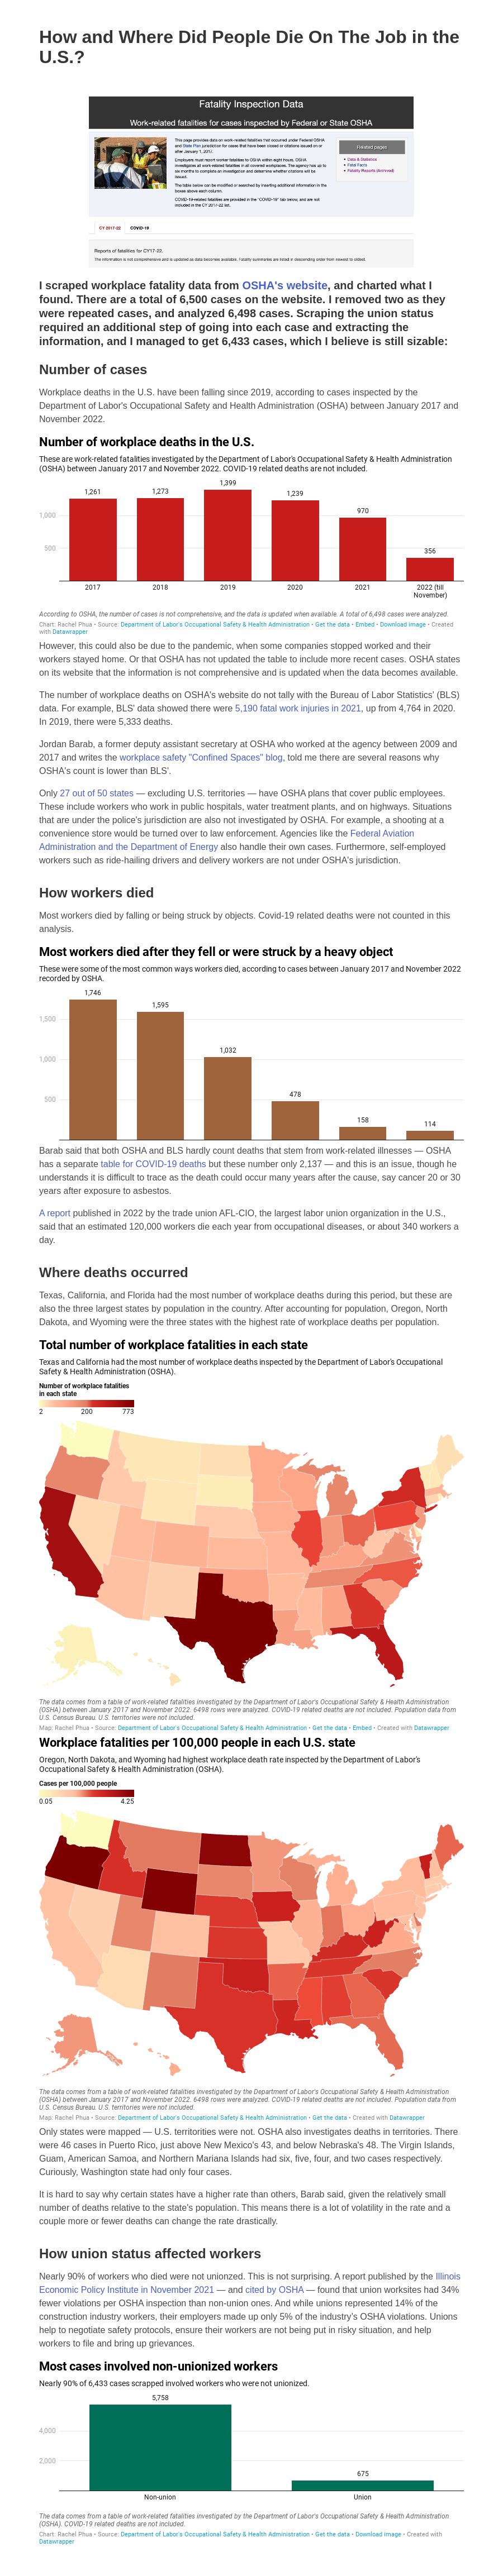 How and Where Did People Die On The Job in the
U.S.?
Fatality Inspection Data
Work-related fatalities for cases inspected by Federal or State OSHA
This page provides data on work-related fatalities that occurred under Federal OSHA
and State Plan jurisdiction for cases that have been closed or citations issued on or
after January 1, 2017.
Employers must report worker fatalities to OSHA within eight hours. OSHA
investigates all work-related fatalities in all covered workplaces. The agency has up to
six months to complete an investigation and determine whether citations will be
issued.
The table below can be modified or searched by inserting additional information in the
boxes above each column.
COVID-19-related fatalities are provided in the "COVID-19" tab below, and are not
included in the CY 2017-22 list.
Related pages
Data & Statistics
Fatal Facts
Fatality Reports (Archived)
CY 2017-22 COVID-19
Reports of fatalities for CY17-22.
The information is not comprehensive and is updated as data becomes available. Fatality summaries are listed in descending order from newest to oldest.
I scraped workplace fatality data from OSHA's website, and charted what I
found. There are a total of 6,500 cases on the website. I removed two as they
were repeated cases, and analyzed 6,498 cases. Scraping the union status
required an additional step of going into each case and extracting the
information, and I managed to get 6,433 cases, which I believe is still sizable:
Number of cases
Workplace deaths in the U.S. have been falling since 2019, according to cases inspected by the
Department of Labor's Occupational Safety and Health Administration (OSHA) between January 2017 and
November 2022.
Number of workplace deaths in the U.S.
These are work-related fatalities investigated by the Department of Labor's Occupational Safety & Health Administration
(OSHA) between January 2017 and November 2022. COVID-19 related deaths are not included.
1,261
1,273
1,399
1,239
970
356
1,000
500
2017
2018
2019
2020
2021
2022 (till
November)
According to OSHA, the number of cases is not comprehensive, and the data is updated when available. A total of 6,498 cases were analyzed.
Chart: Rachel Phua • Source: Department of Labor's Occupational Safety & Health Administration • Get the data • Embed • Download image • Created
with Datawrapper
However, this could also be due to the pandemic, when some companies stopped worked and their
workers stayed home. Or that OSHA has not updated the table to include more recent cases. OSHA states
on its website that the information is not comprehensive and is updated when the data becomes available.
The number of workplace deaths on OSHA's website do not tally with the Bureau of Labor Statistics' (BLS)
data. For example, BLS' data showed there were 5,190 fatal work injuries in 2021, up from 4,764 in 2020.
In 2019, there were 5,333 deaths.
Jordan Barab, a former deputy assistant secretary at OSHA who worked at the agency between 2009 and
2017 and writes the workplace safety "Confined Spaces" blog, told me there are several reasons why
OSHA's count is lower than BLS'.
Only 27 out of 50 states — excluding U.S. territories — have OSHA plans that cover public employees.
These include workers who work in public hospitals, water treatment plants, and on highways. Situations
that are under the police's jurisdiction are also not investigated by OSHA. For example, a shooting at a
convenience store would be turned over to law enforcement. Agencies like the Federal Aviation
Administration and the Department of Energy also handle their own cases. Furthermore, self-employed
workers such as ride-hailing drivers and delivery workers are not under OSHA's jurisdiction.
How workers died
Most workers died by falling or being struck by objects. Covid-19 related deaths were not counted in this
analysis.
Most workers died after they fell or were struck by a heavy object
These were some of the most common ways workers died, according to cases between January 2017 and November 2022
recorded by OSHA.
1,746
1,595
1,032
478
158
114
1,500
1,000
500
Barab said that both OSHA and BLS hardly count deaths that stem from work-related illnesses — OSHA
has a separate table for COVID-19 deaths but these number only 2,137 — and this is an issue, though he
understands it is difficult to trace as the death could occur many years after the cause, say cancer 20 or 30
years after exposure to asbestos.
A report published in 2022 by the trade union AFL-CIO, the largest labor union organization in the U.S.,
said that an estimated 120,000 workers die each year from occupational diseases, or about 340 workers a
day.
Where deaths occurred
Texas, California, and Florida had the most number of workplace deaths during this period, but these are
also the three largest states by population in the country. After accounting for population, Oregon, North
Dakota, and Wyoming were the three states with the highest rate of workplace deaths per population.
Total number of workplace fatalities in each state
Texas and California had the most number of workplace deaths inspected by the Department of Labor's Occupational
Safety & Health Administration (OSHA).
Number of workplace fatalities
in each state
2 200 773
The data comes from a table of work-related fatalities investigated by the Department of Labor's Occupational Safety & Health Adminstration
(OSHA) between January 2017 and November 2022. 6498 rows were analyzed. COVID-19 related deaths are not included. Population data from
U.S. Census Bureau. U.S. territories were not included.
Map: Rachel Phua • Source: Department of Labor's Occupational Safety & Health Administration • Get the data • Embed • Created with Datawrapper
Workplace fatalities per 100,000 people in each U.S. state
Oregon, North Dakota, and Wyoming had highest workplace death rate inspected by the Department of Labor's
Occupational Safety & Health Administration (OSHA).
Cases per 100,000 people
0.05 4.25
The data comes from a table of work-related fatalities investigated by the Department of Labor's Occupational Safety & Health Adminstration
(OSHA) between January 2017 and November 2022. 6498 rows were analyzed. COVID-19 related deaths are not included. Population data from
U.S. Census Bureau. U.S. territories were not included.
Map: Rachel Phua • Source: Department of Labor's Occupational Safety & Health Administration • Get the data • Created with Datawrapper
Only states were mapped — U.S. territories were not. OSHA also investigates deaths in territories. There
were 46 cases in Puerto Rico, just above New Mexico's 43, and below Nebraska's 48. The Virgin Islands,
Guam, American Samoa, and Northern Mariana Islands had six, five, four, and two cases respectively.
Curiously, Washington state had only four cases.
It is hard to say why certain states have a higher rate than others, Barab said, given the relatively small
number of deaths relative to the state's population. This means there is a lot of volatility in the rate and a
couple more or fewer deaths can change the rate drastically.
How union status affected workers
Nearly 90% of workers who died were not unionzed. This is not surprising. A report published by the Illinois
Economic Policy Institute in November 2021 — and cited by OSHA — found that union worksites had 34%
fewer violations per OSHA inspection than non-union ones. And while unions represented 14% of the
construction industry workers, their employers made up only 5% of the industry's OSHA violations. Unions
help to negotiate safety protocols, ensure their workers are not being put in risky situation, and help
workers to file and bring up grievances.
Most cases involved non-unionized workers
Nearly 90% of 6,433 cases scrapped involved workers who were not unionized.
5,758
675
4,000
2,000
Non-union
Union
The data comes from a table of work-related fatalities investigated by the Department of Labor's Occupational Safety & Health Adminstration
(OSHA). COVID-19 related deaths are not included.
Chart: Rachel Phua • Source: Department of Labor's Occupational Safety & Health Administration • Get the data • Download image • Created with
Datawrapper